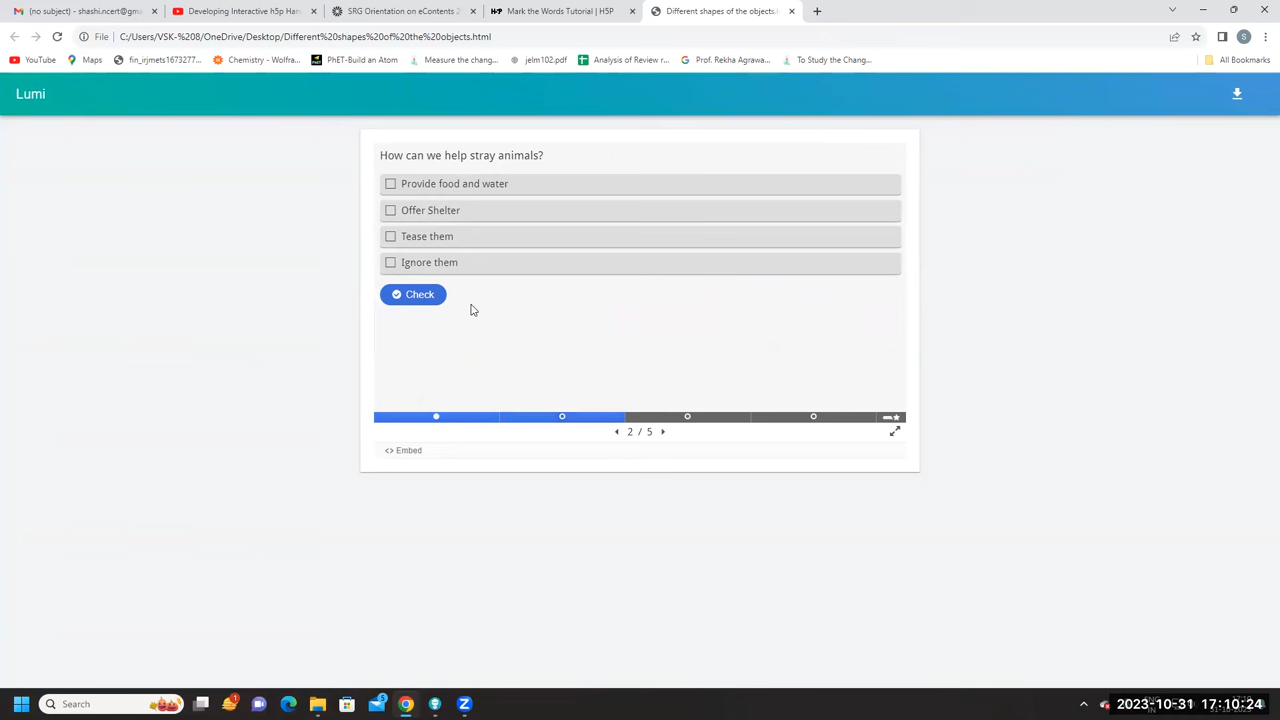 (no subject) - shashi.ncert@gma
Developing Interactive h5p Han
SRG Orientation on eContents 2
H-P Mark the Words Tutorial | H5P
Different shapes of the objects.
File C:/Users/VSK-%208/OneDrive/Desktop/Different%20shapes%20of%20the%20objects.html
S
YouTube
Maps
fin_irjmets1673277...
Chemistry - Wolfra...
PhET-Build an Atom
Measure the chang...
jelm102.pdf
Analysis of Review r...
Prof. Rekha Agrawa...
To Study the Chang...
All Bookmarks
Lumi
How can we help stray animals?
Provide food and water
Offer Shelter
Tease them
Ignore them
Check
2 / 5
<> Embed
Search
1
5
2023-10-31 17:10:24